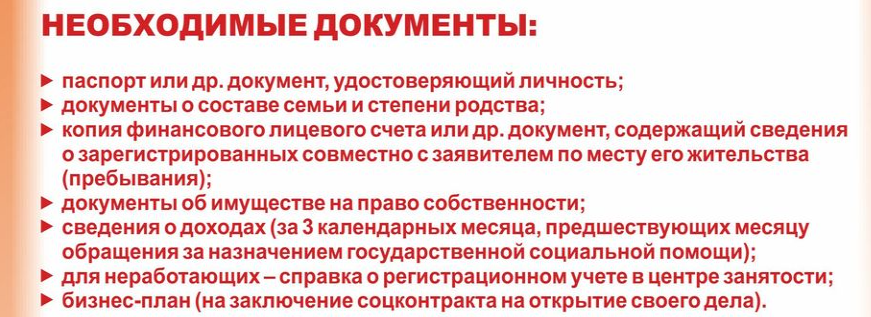 НЕОБХОДИМЫЕ ДОКУМЕНТЫ:
► паспорт или др. документ, удостоверяющий личность;
► документы о составе семьи и степени родства;
► копия финансового лицевого счета или др. документ, содержащий сведения
о зарегистрированных совместно с заявителем по месту его жительства
(пребывания);
► документы об имуществе на право собственности;
► сведения о доходах (за 3 календарных месяца, предшествующих месяцу
обращения за назначением государственной социальной помощи);
► для неработающих – справка о регистрационном учете в центре занятости;
► бизнес-план (на заключение соцконтракта на открытие своего дела).